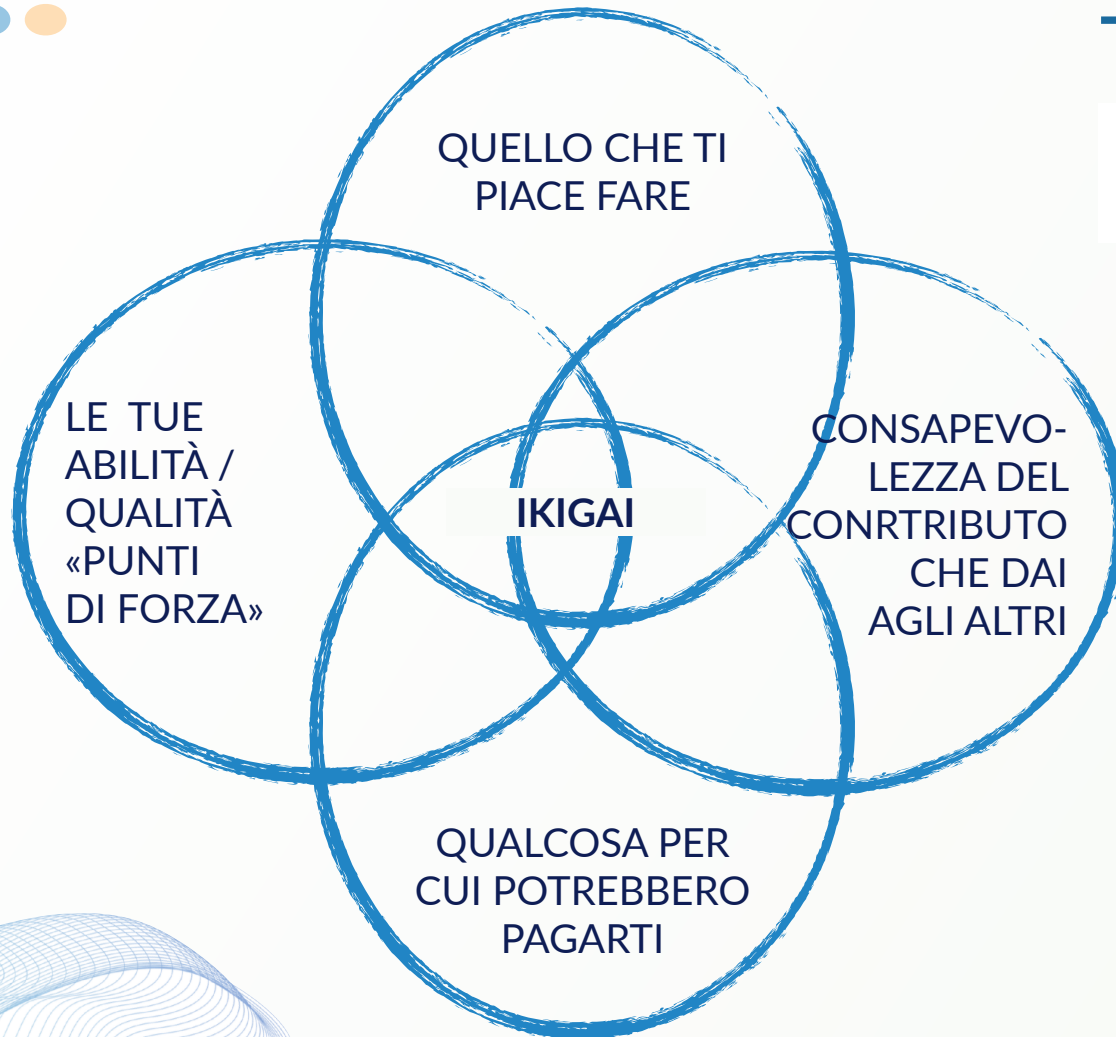 QUELLO CHE TI
PIACE FARE
LE TUE
ABILITÀ /
QUALITÀ
«PUNTI
DI FORZA»
IKIGAI
CONSAPEVO-
LEZZA DEL
CONRTRIBUTO
CHE DAI
AGLI ALTRI
QUALCOSA PER
CUI POTREBBERO
PAGARTI